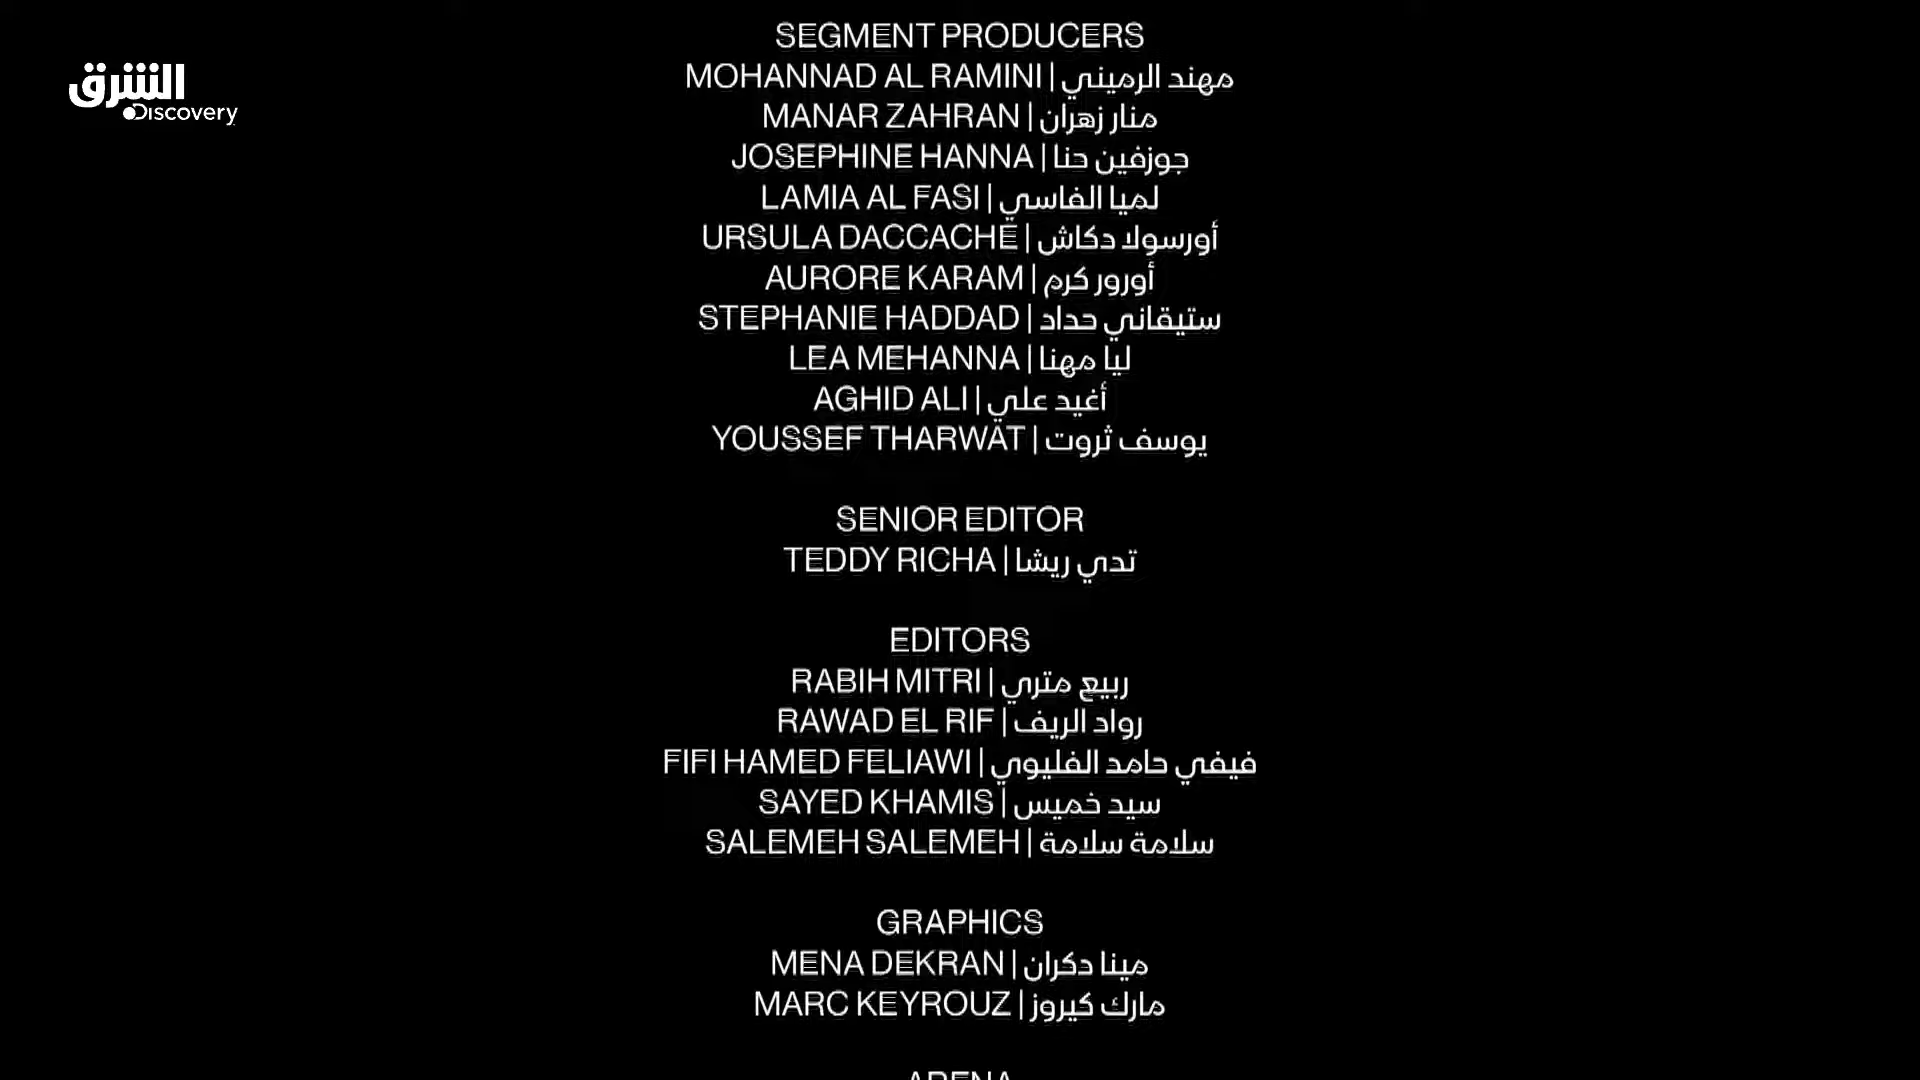 الشرق
Discovery
SEGMENT PRODUCERS
MOHANNAD AL RAMINI | مهند الرميني
MANAR ZAHRAN | منار زهران
JOSEPHINE HANNA | جوزفين حنا
LAMIA AL FASI | لميا الفاسي
URSULA DACCACHE | أورسولا دكاش
AURORE KARAM | أورور كرم
STEPHANIE HADDAD | ستيقاني حداد
LEA MEHANNA | ليا مهنا
AGHID ALI | أغيد علي
YOUSSEF THARWAT | يوسف ثروت
SENIOR EDITOR
TEDDY RICHA | تدي ريشا
EDITORS
RABIH MITRI | ربيع متري
RAWAD EL RIF | رواد الريف
FIFI HAMED FELIAWI | فيفي حامد الفليوي
SAYED KHAMIS | سيد خميس
SALEMEH SALEMEH | سلامة سلامة
GRAPHICS
MENA DEKRAN | مينا دكران
MARC KEYROUZ | مارك كيروز
ARENA